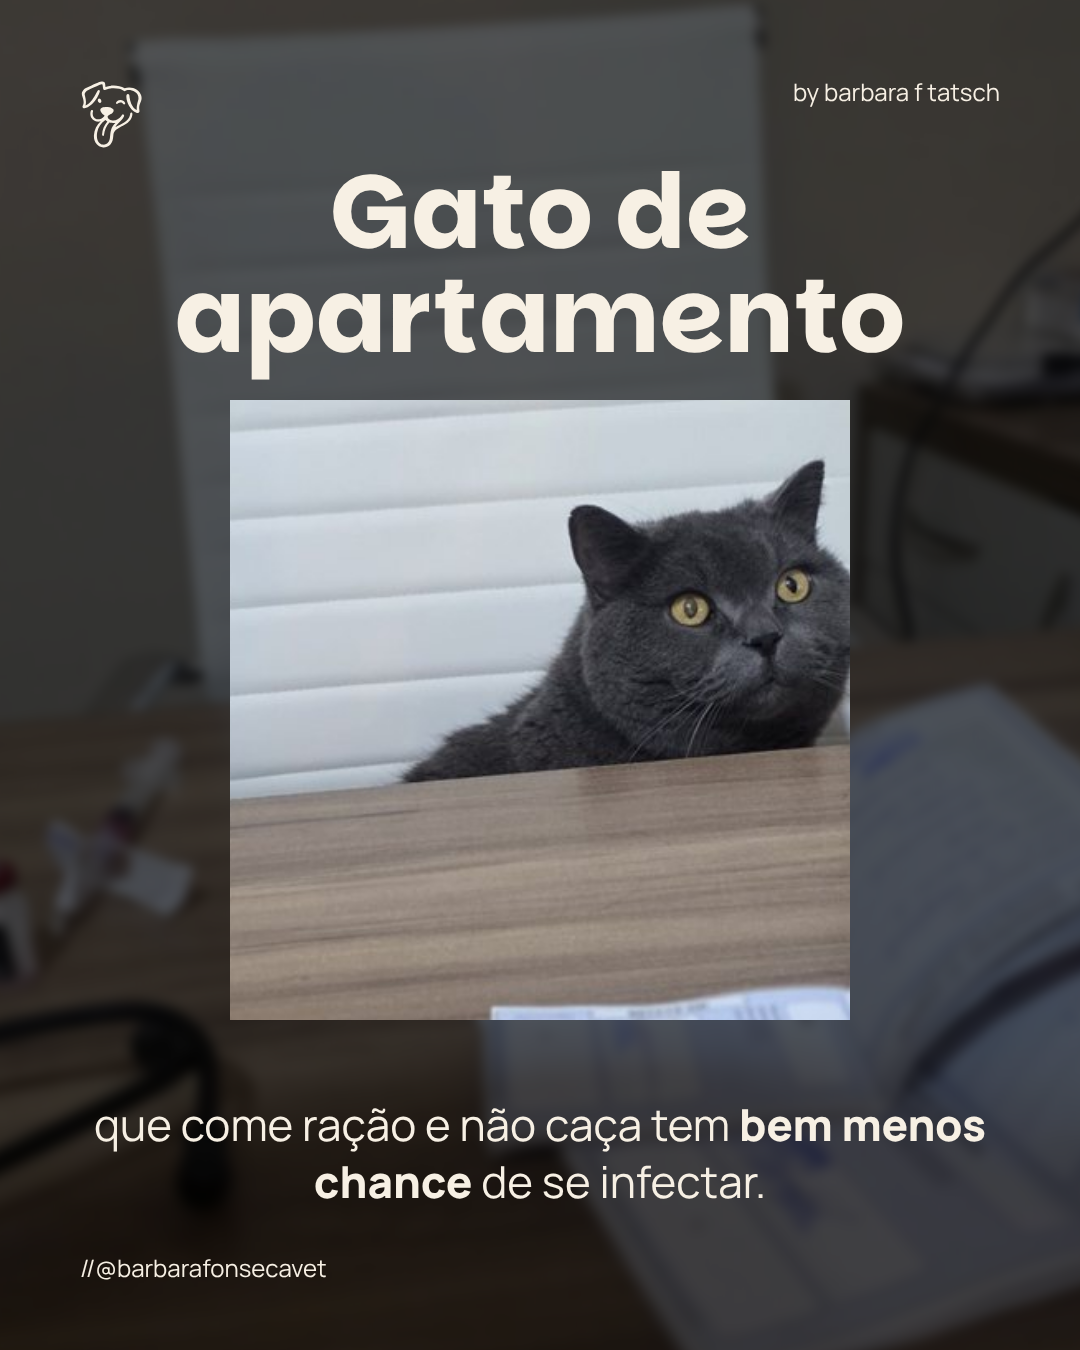 by barbara f tatsch
Gato de
apartamento
que come ração e não caça tem bem menos
chance de se infectar.
//@barbarafonsecavet